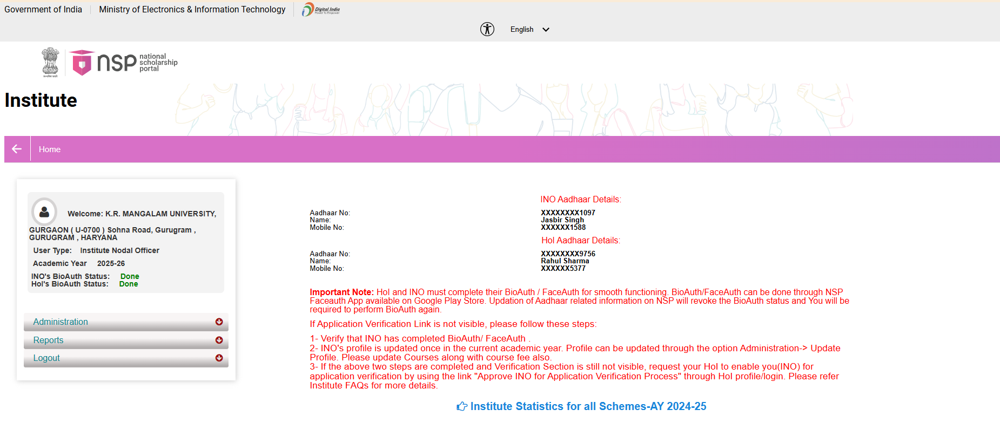 Government of India
Ministry of Electronics & Information Technology
Digital India
Power To Empower
English
सत्यमेव जयते
nsp national scholarship portal
Institute
Home
Welcome: K.R. MANGALAM UNIVERSITY,
GURGAON ( U-0700 ) Sohna Road, Gurugram ,
GURUGRAM , HARYANA
User Type: Institute Nodal Officer
Academic Year 2025-26
INO's BioAuth Status: Done
HoI's BioAuth Status: Done
Administration
Reports
Logout
INO Aadhaar Details:
Aadhaar No: XXXXXXXX1097
Name: Jasbir Singh
Mobile No: XXXXXX1588
HoI Aadhaar Details:
Aadhaar No: XXXXXXXX9756
Name: Rahul Sharma
Mobile No: XXXXXX5377
Important Note: HoI and INO must complete their BioAuth / FaceAuth for smooth functioning. BioAuth/FaceAuth can be done through NSP
Faceauth App available on Google Play Store. Updation of Aadhaar related information on NSP will revoke the BioAuth status and You will be
required to perform BioAuth again.
If Application Verification Link is not visible, please follow these steps:
1- Verify that INO has completed BioAuth/ FaceAuth .
2- INO's profile is updated once in the current academic year. Profile can be updated through the option Administration-> Update
Profile. Please update Courses along with course fee also.
3- If the above two steps are completed and Verification Section is still not visible, request your HoI to enable you(INO) for
application verification by using the link "Approve INO for Application Verification Process" through HoI profile/login. Please refer
Institute FAQs for more details.
Institute Statistics for all Schemes-AY 2024-25